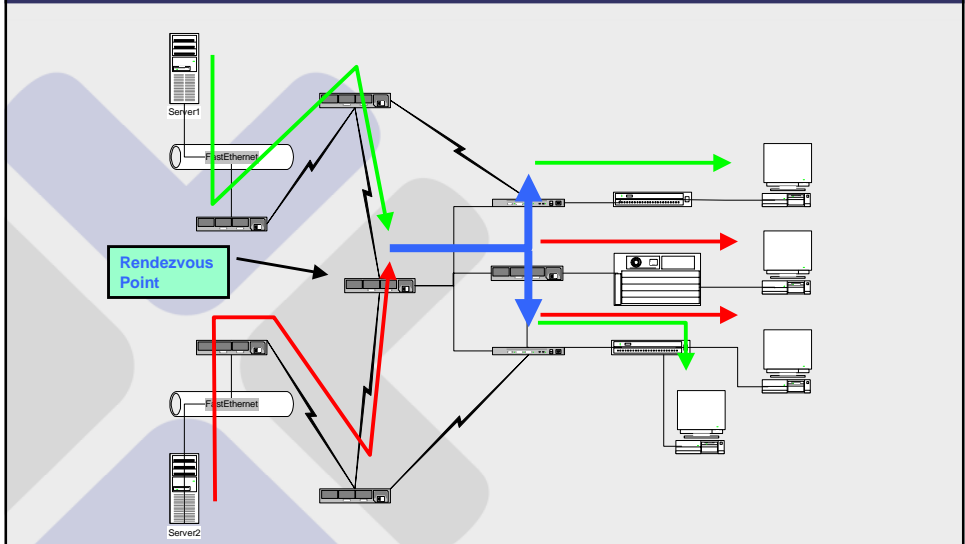 Server1
FastEthernet
Rendezvous
Point
FastEthernet
Server2